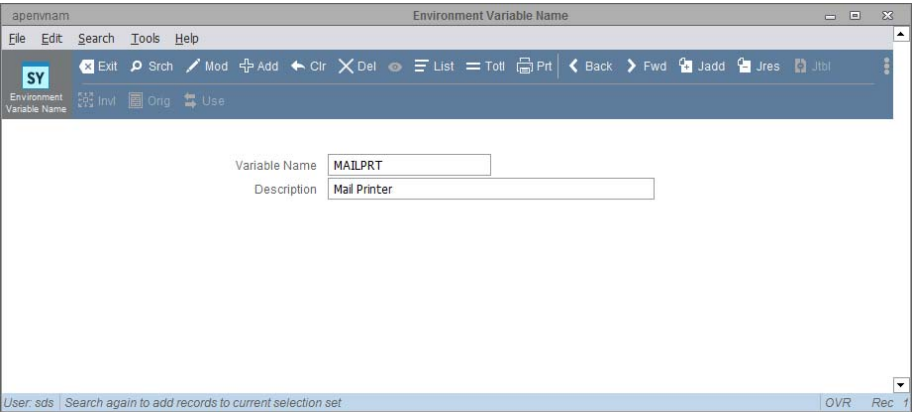 apenvnam Environment Variable Name
File Edit Search Tools Help
SY
Environment
Variable Name
Exit Srch Mod Add Clr Del List Totl Prt Back Fwd Jadd Jres Jtbl
Invl Orig Use
Variable Name MAILPRT
Description Mail Printer
User: sds Search again to add records to current selection set OVR Rec 1